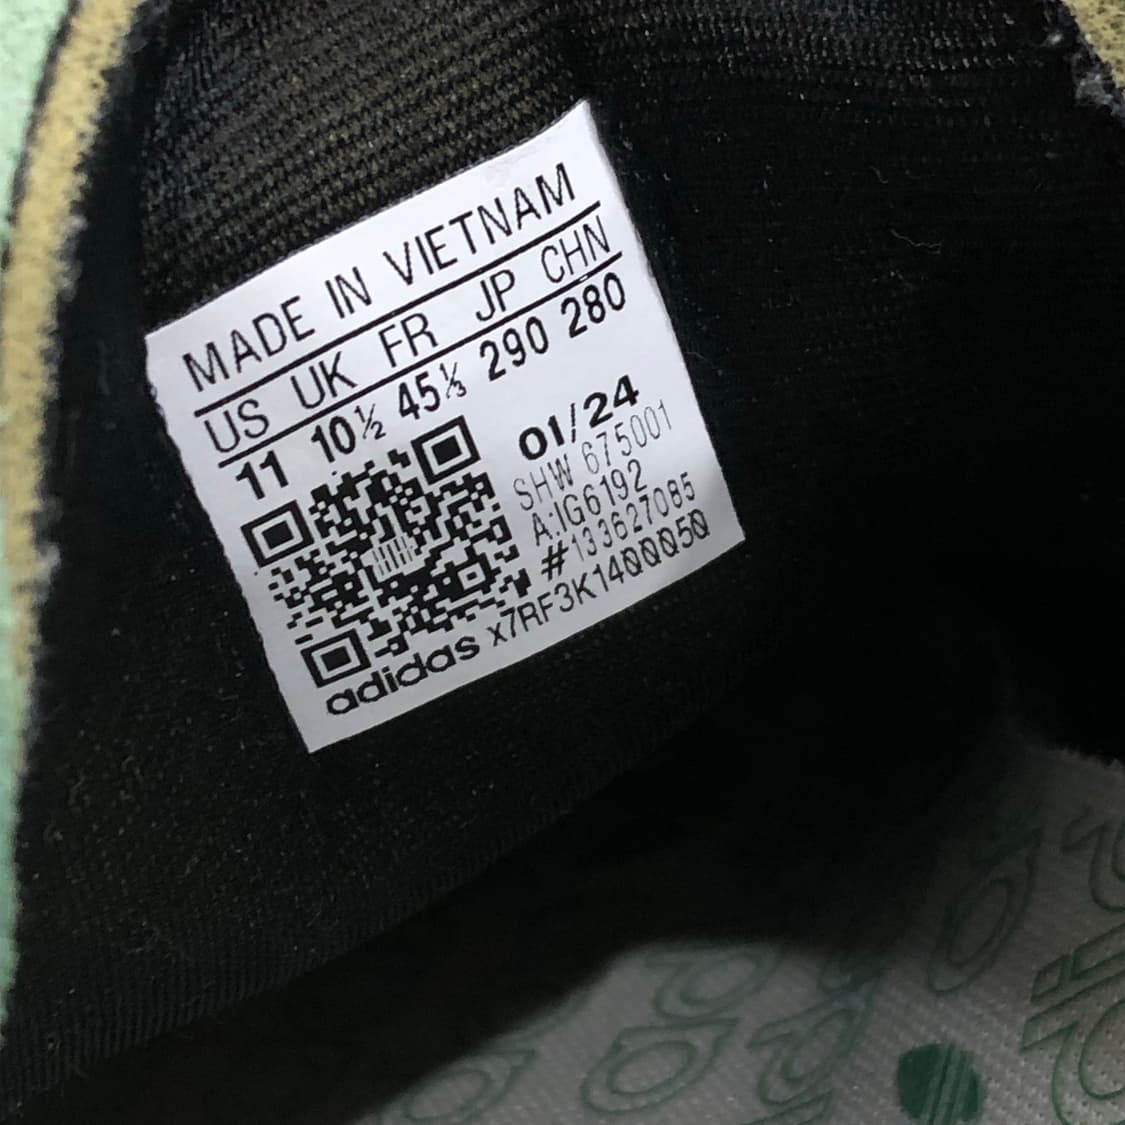 MADE IN VIETNAM
US UK FR JP CHN
11 10½ 45⅓ 290 280
01/24
SHW 675001
A:IG6192
#133627085
adidas x7RF3K1400050